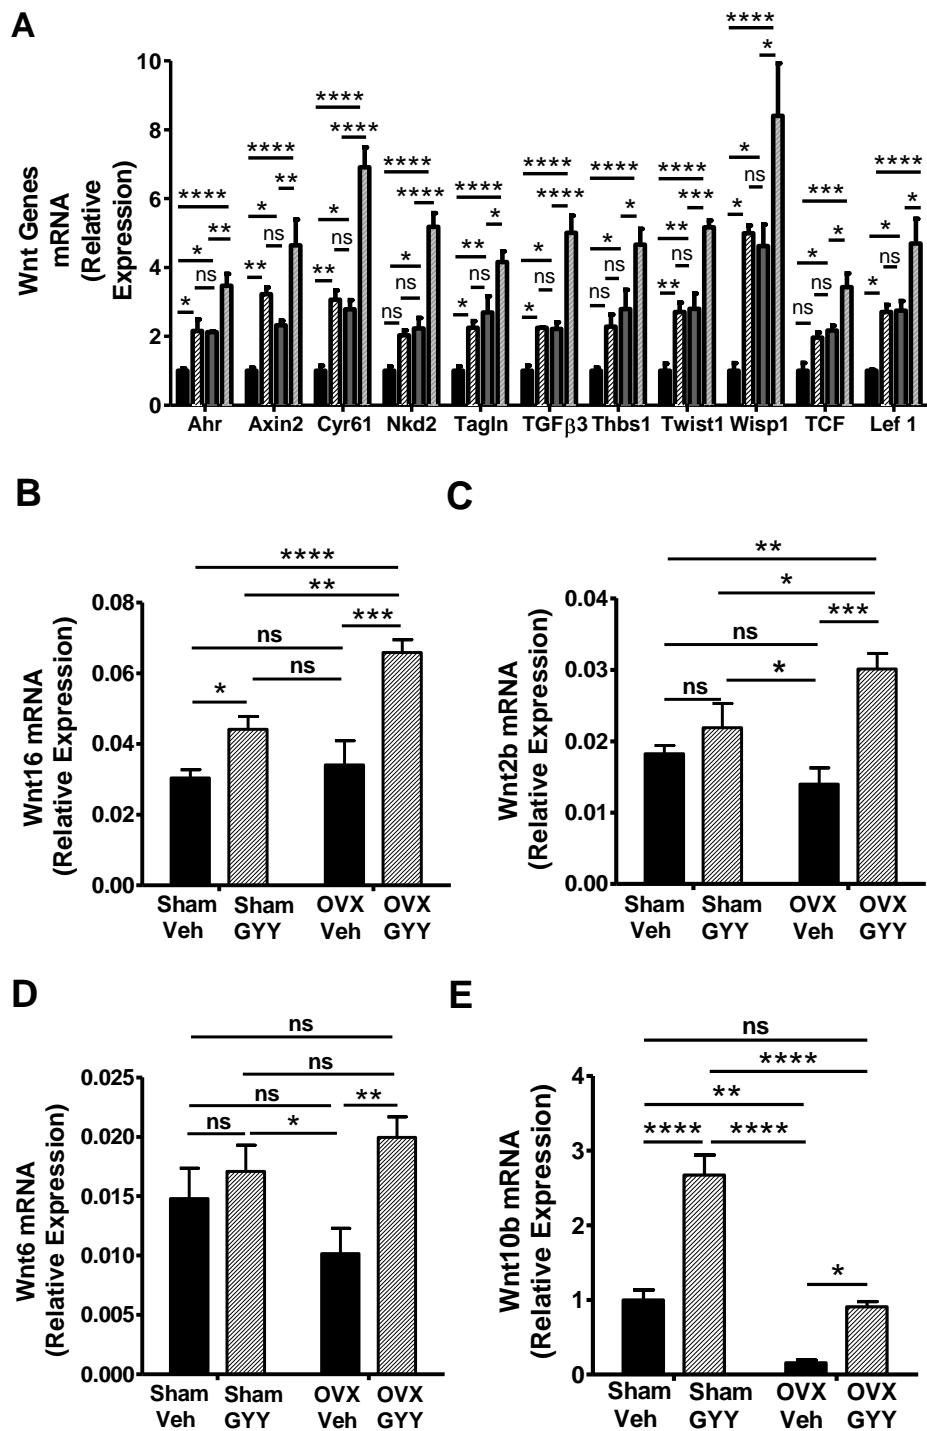 A
Wnt Genes
mRNA
(Relative
Expression)
10
8
6
4
2
0
**** ** * ns *
**** ** * ns **
**** **** * ns **
**** **** * ns ns
**** * ** ns *
**** **** * ns *
**** * * ns ns
**** *** ** ns **
**** * * ns *
*** * * ns ns
**** * * ns *
Ahr Axin2 Cyr61 Nkd2 TagIn TGFβ3 Thbs1 Twist1 Wisp1 TCF Lef 1
B
Wnt16 mRNA
(Relative Expression)
0.08
0.06
0.04
0.02
0.00
****
**
***
ns
ns
*
Sham Sham OVX OVX
Veh GYY Veh GYY
C
Wnt2b mRNA
(Relative Expression)
0.04
0.03
0.02
0.01
0.00
**
*
***
ns
*
ns
Sham Sham OVX OVX
Veh GYY Veh GYY
D
Wnt6 mRNA
(Relative Expression)
0.025
0.020
0.015
0.010
0.005
0.000
ns
ns
ns **
ns *
Sham Sham OVX OVX
Veh GYY Veh GYY
E
Wnt10b mRNA
(Relative Expression)
4
3
2
1
0
ns
****
**
**** ****
*
Sham Sham OVX OVX
Veh GYY Veh GYY